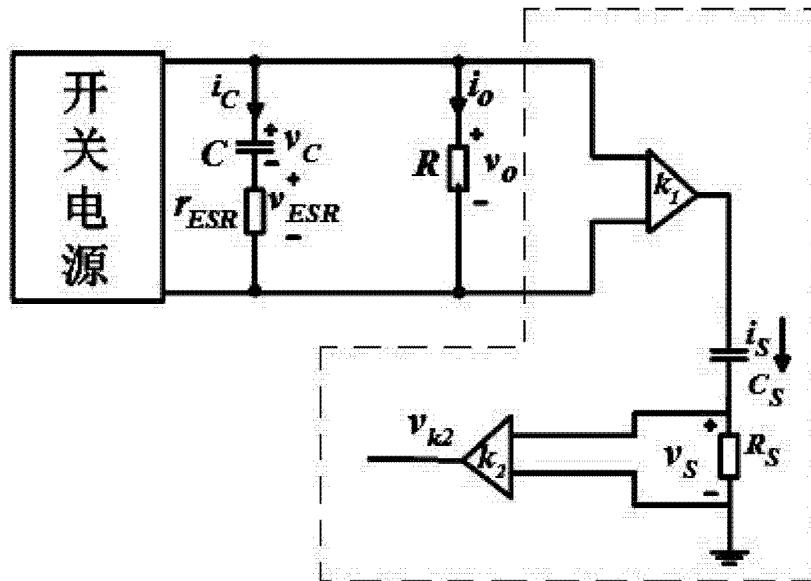 开关电源
i_C
C
+
v_C
-
r_ESR
+
v_ESR
-
i_o
R
+
v_o
-
k_1
i_S
C_S
v_k2
k_2
+
v_S
-
R_S